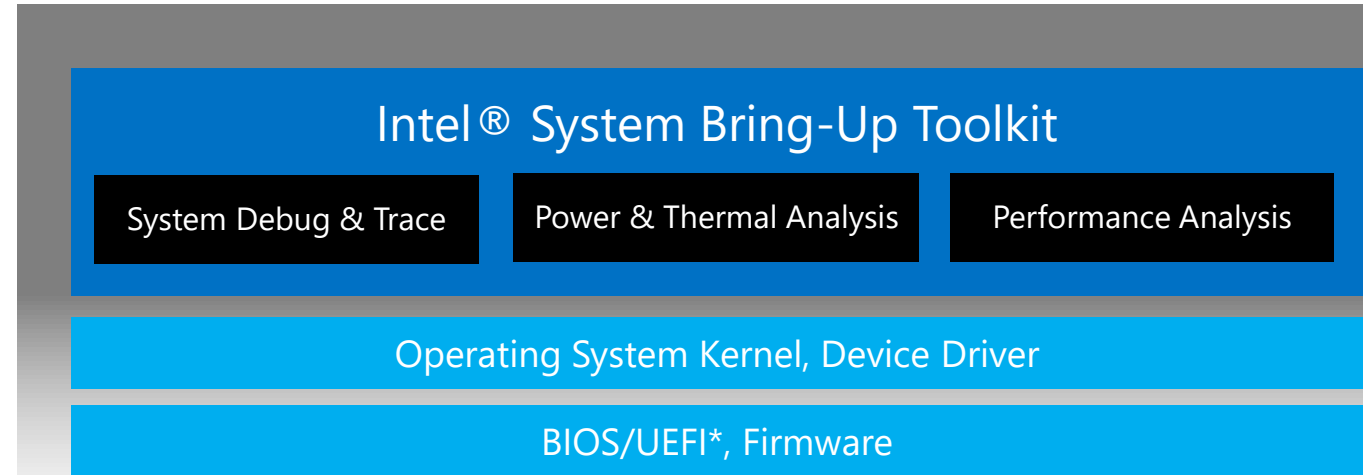 Intel® System Bring-Up Toolkit
System Debug & Trace
Power & Thermal Analysis
Performance Analysis
Operating System Kernel, Device Driver
BIOS/UEFI*, Firmware